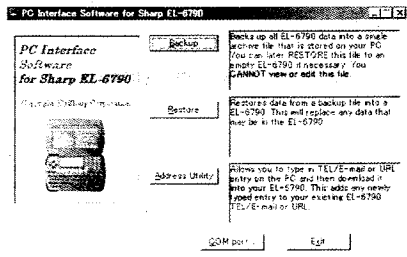 PC Interface Software for Sharp EL-6790
PC Interface
Software
for Sharp EL-6790
Backup
Backs up all EL-6790 data into a single
archive file that is stored on your PC.
You can later RESTORE this file to an
empty EL-6790 if necessary. You
CANNOT view or edit this file.
Restore
Restores data from a backup file into a
EL-6790. This will replace any data that
may be in the EL-6790
Address Utility
Allows you to type in TEL/E-mail or URL
entry on the PC and then download it
into your EL-6790. This adds any newly
typed entry to your existing EL-6790
TEL/E-mail or URL.
COM port...
Exit